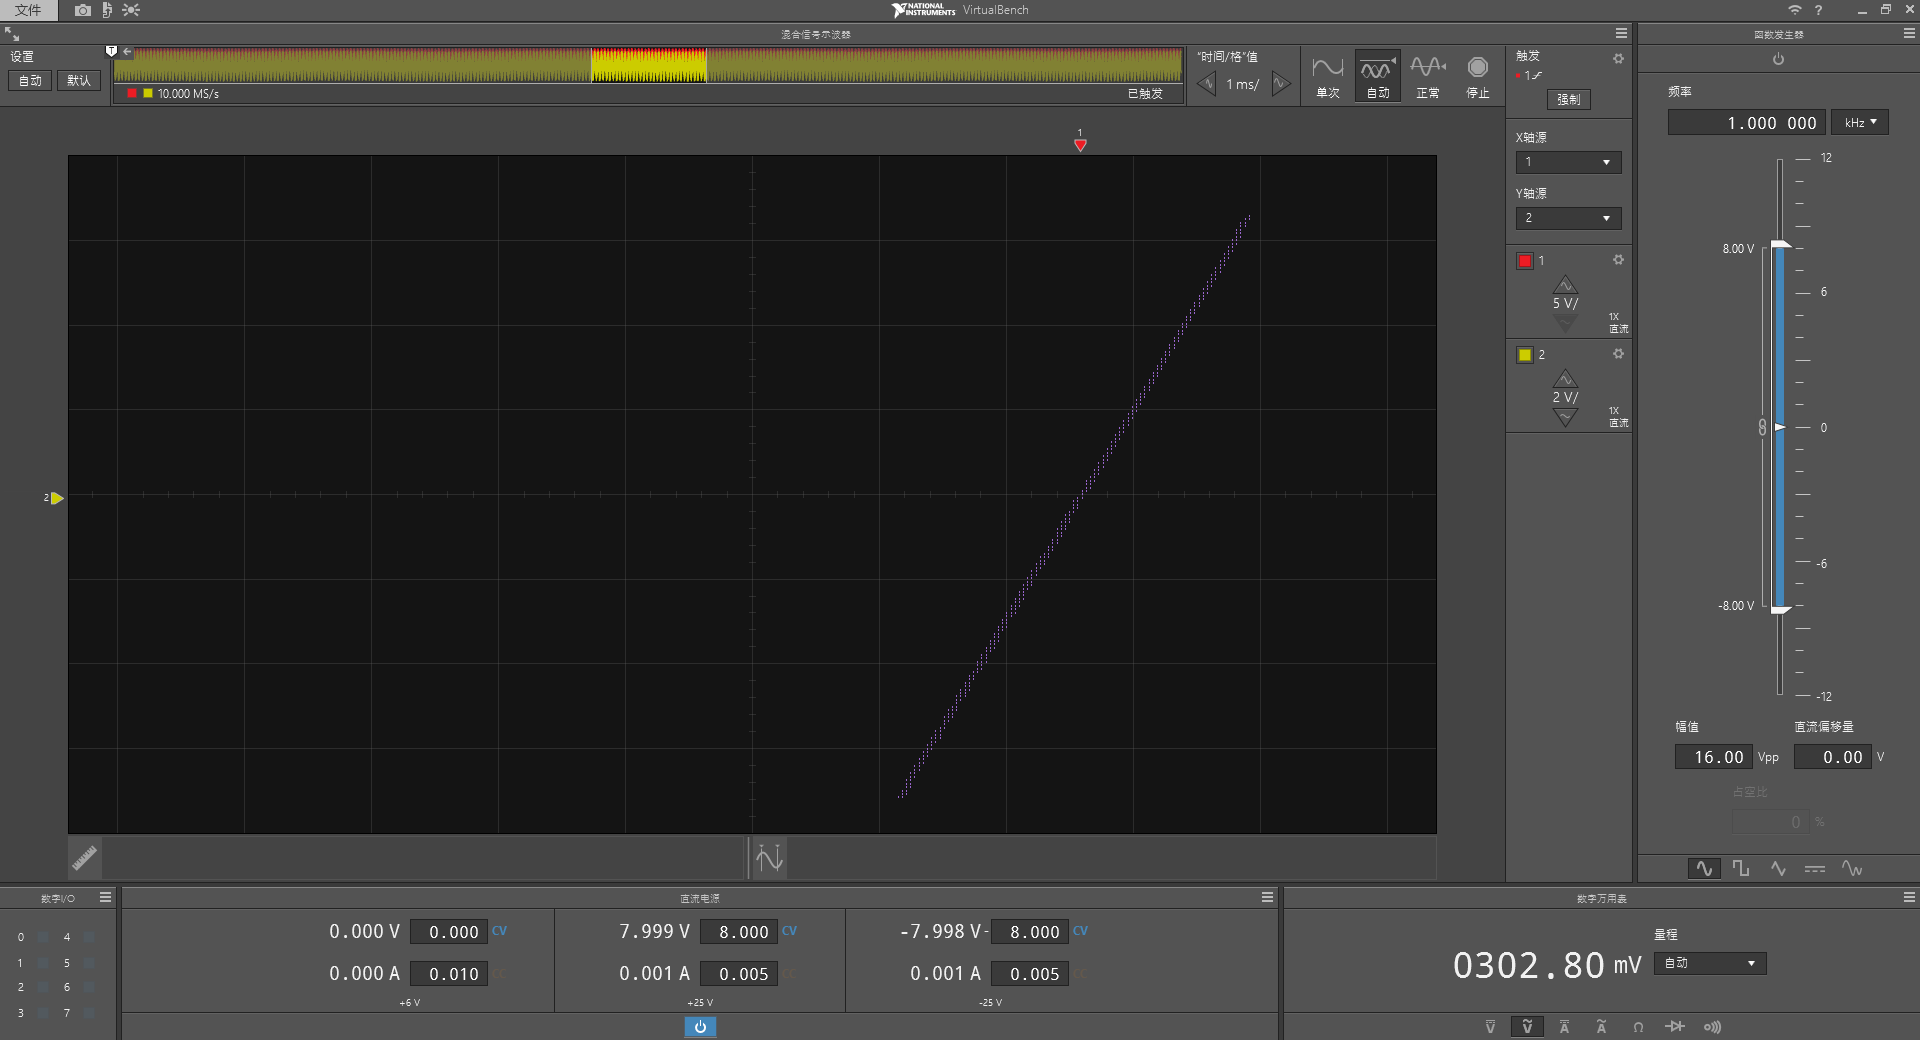 文件
NATIONAL INSTRUMENTS VirtualBench
?
混合信号示波器
函数发生器
设置
自动 默认
T
10.000 MS/s
已触发
"时间/格"值
1 ms/
单次 自动 正常 停止
触发
1
强制
X轴源
1
Y轴源
2
1
5 V/
1X
直流
2
2 V/
1X
直流
1
2
频率
1.000 000 kHz
12
8.00 V
6
0
-6
-8.00 V
-12
幅值 直流偏移量
16.00 Vpp 0.00 V
占空比
0 %
数字I/O
0 4
1 5
2 6
3 7
直流电源
0.000 V 0.000 CV
0.000 A 0.010 CC
+6 V
7.999 V 8.000 CV
0.001 A 0.005 CC
+25 V
-7.998 V - 8.000 CV
0.001 A 0.005 CC
-25 V
数字万用表
量程
0302.80 mV 自动
V V A A Ω